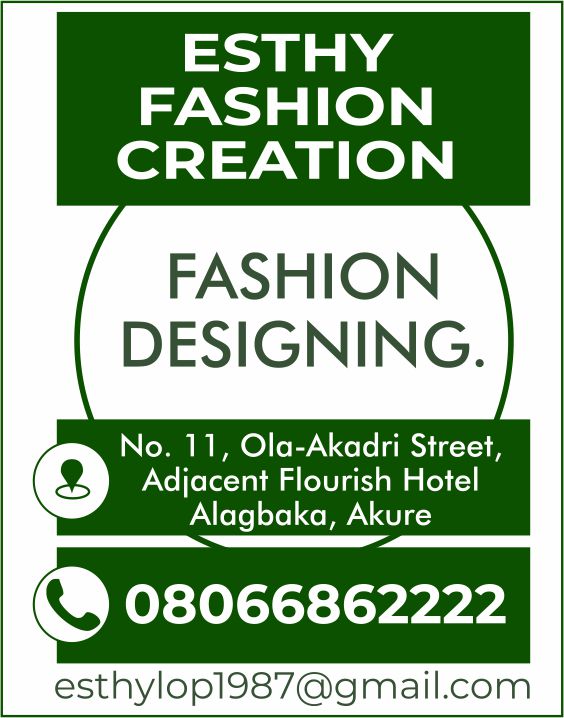 ESTHY
FASHION
CREATION
FASHION
DESIGNING.
No. 11, Ola-Akadri Street,
Adjacent Flourish Hotel
Alagbaka, Akure
08066862222
esthylop1987@gmail.com